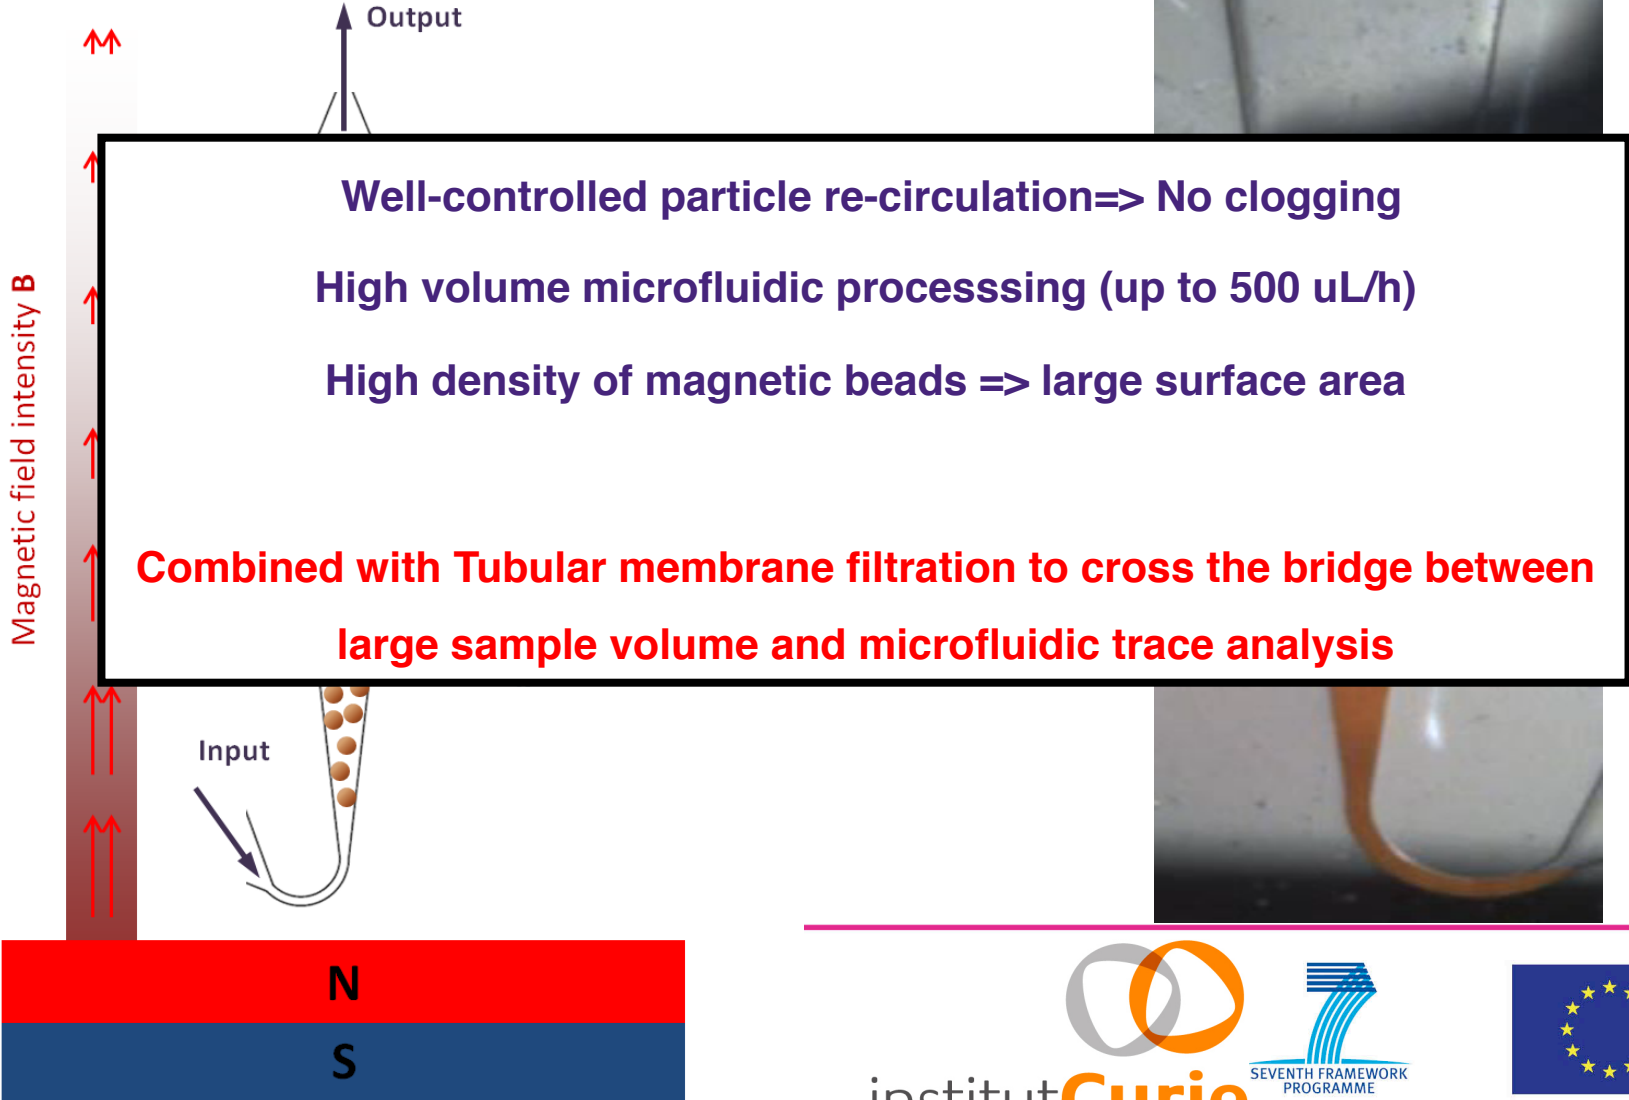 Output
Magnetic field intensity B
Well-controlled particle re-circulation=> No clogging
High volume microfluidic processsing (up to 500 uL/h)
High density of magnetic beads => large surface area
Combined with Tubular membrane filtration to cross the bridge between
large sample volume and microfluidic trace analysis
Input
N
S
institutCurie
SEVENTH FRAMEWORK
PROGRAMME